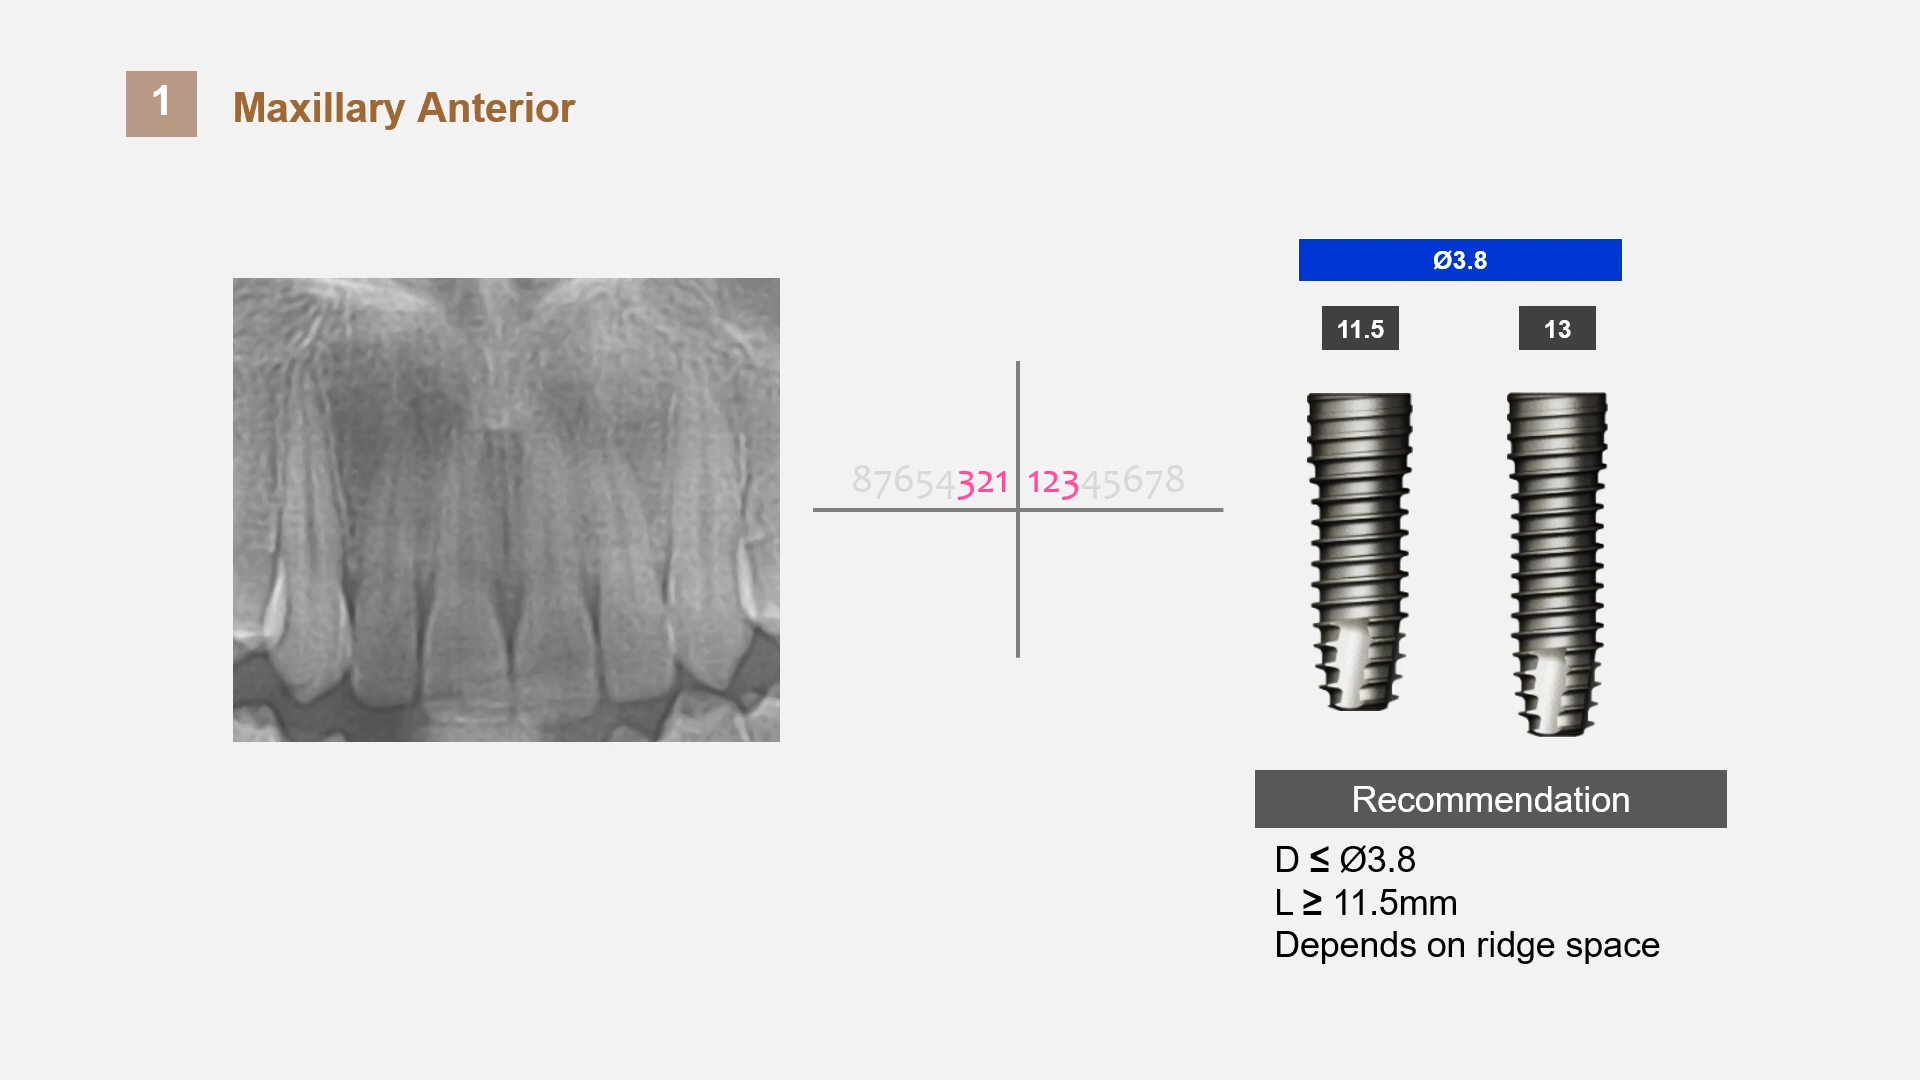 1
Maxillary Anterior
87654321 12345678
Ø3.8
11.5 13
Recommendation
D ≤ Ø3.8
L ≥ 11.5mm
Depends on ridge space